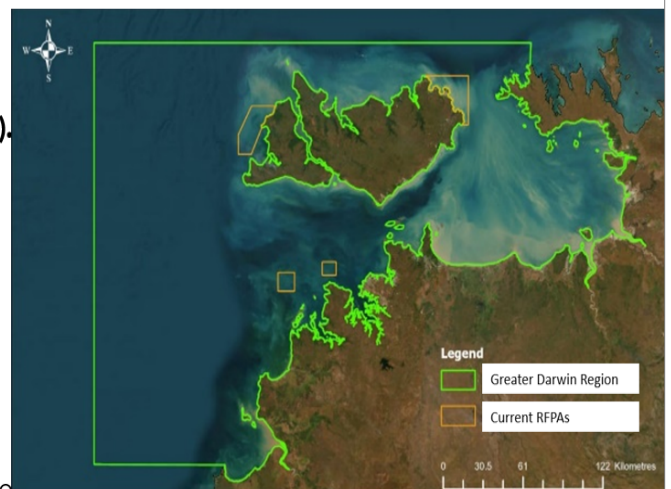 N
W E
S
).
Legend
Greater Darwin Region
Current RFPAs
0 30.5 61 122 Kilometres